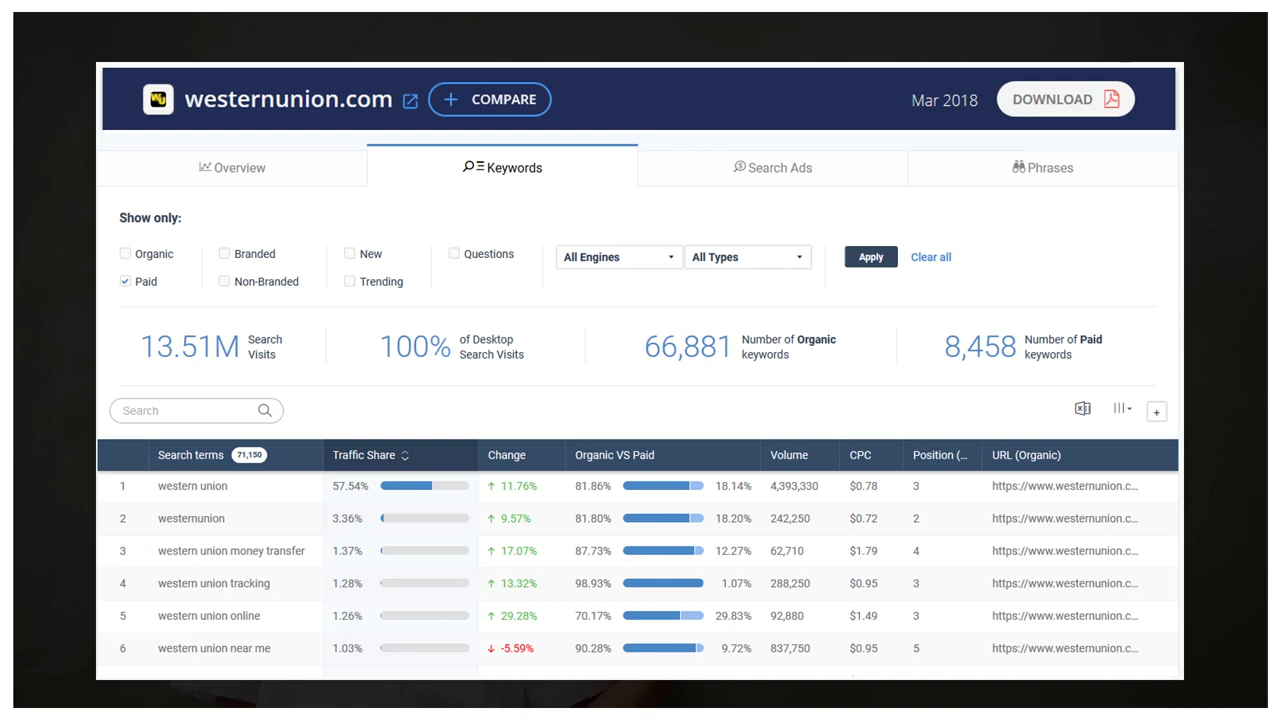 westernunion.com + COMPARE Mar 2018 DOWNLOAD
Overview Keywords Search Ads Phrases
Show only:
Organic Branded New Questions All Engines All Types Apply Clear all
Paid Non-Branded Trending
13.51M Search Visits 100% of Desktop Search Visits 66,881 Number of Organic keywords 8,458 Number of Paid keywords
Search
Search terms 71,150 Traffic Share Change Organic VS Paid Volume CPC Position (... URL (Organic)
1 western union 57.54% ↑ 11.76% 81.86% 18.14% 4,393,330 $0.78 3 https://www.westernunion.c...
2 westernunion 3.36% ↑ 9.57% 81.80% 18.20% 242,250 $0.72 2 https://www.westernunion.c...
3 western union money transfer 1.37% ↑ 17.07% 87.73% 12.27% 62,710 $1.79 4 https://www.westernunion.c...
4 western union tracking 1.28% ↑ 13.32% 98.93% 1.07% 288,250 $0.95 3 https://www.westernunion.c...
5 western union online 1.26% ↑ 29.28% 70.17% 29.83% 92,880 $1.49 3 https://www.westernunion.c...
6 western union near me 1.03% ↓ -5.59% 90.28% 9.72% 837,750 $0.95 5 https://www.westernunion.c...